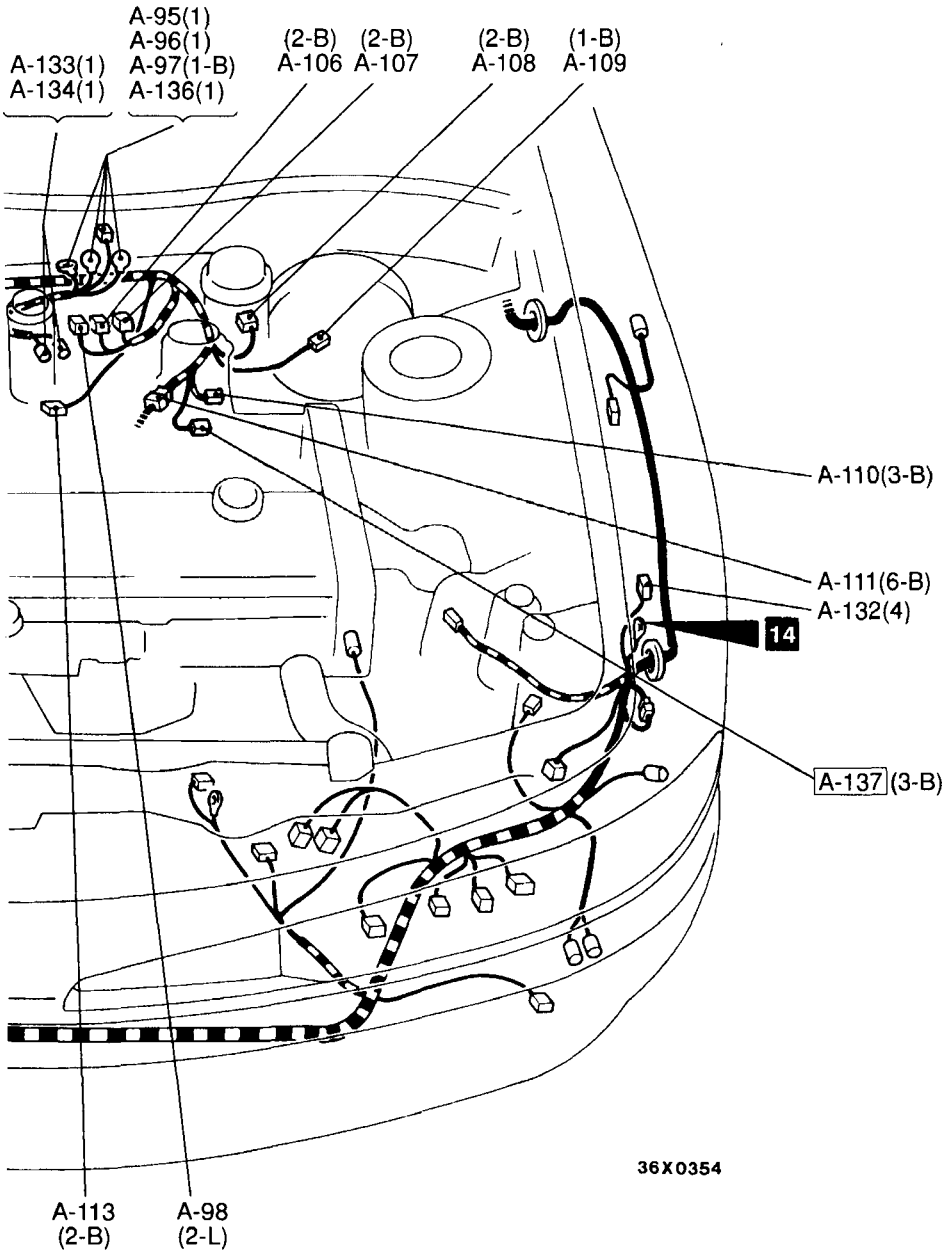 A-95(1)
A-96(1)
A-97(1-B)
A-136(1)
A-133(1)
A-134(1)
(2-B)
A-106
(2-B)
A-107
(2-B)
A-108
(1-B)
A-109
A-110(3-B)
A-111(6-B)
A-132(4)
14
A-137 (3-B)
36X0354
A-113
(2-B)
A-98
(2-L)